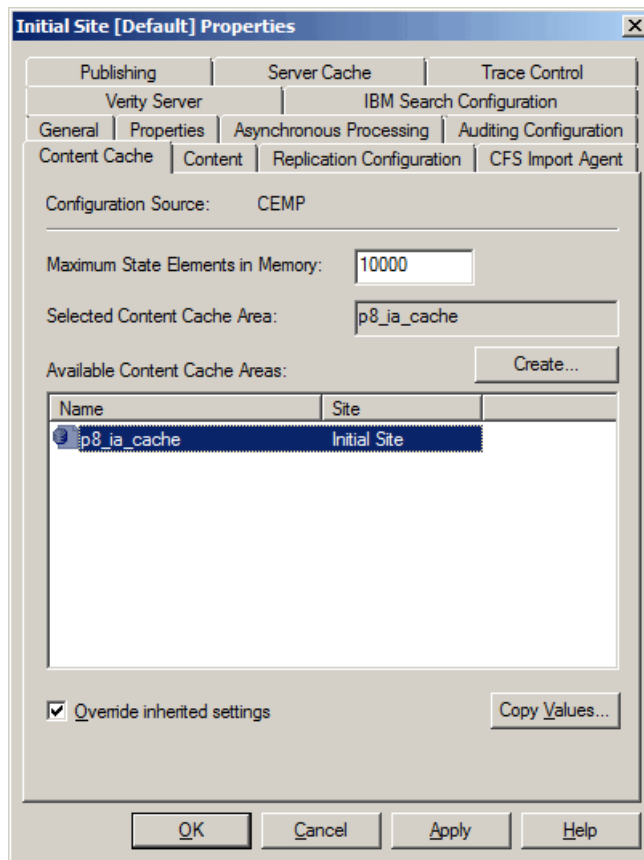 Initial Site [Default] Properties
Publishing Server Cache Trace Control
Verity Server IBM Search Configuration
General Properties Asynchronous Processing Auditing Configuration
Content Cache Content Replication Configuration CFS Import Agent
Configuration Source: CEMP
Maximum State Elements in Memory: 10000
Selected Content Cache Area: p8_ia_cache
Create...
Available Content Cache Areas:
Name Site
p8_ia_cache Initial Site
Override inherited settings Copy Values...
OK Cancel Apply Help